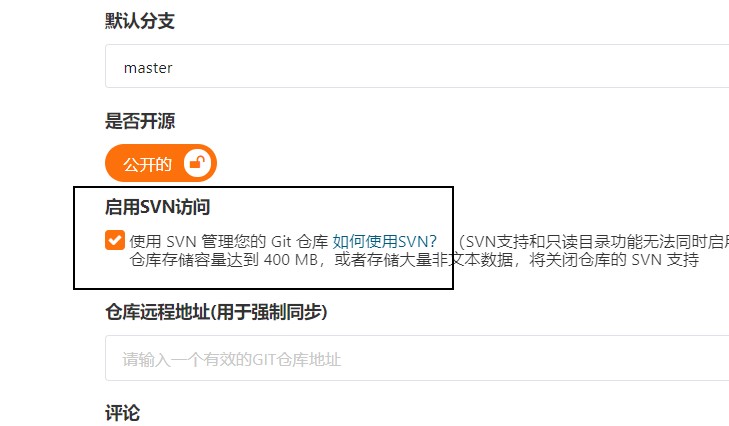 默认分支
master
是否开源
公开的
启用SVN访问
使用 SVN 管理您的 Git 仓库 如何使用SVN？ （SVN支持和只读目录功能无法同时启用
仓库存储容量达到 400 MB，或者存储大量非文本数据，将关闭仓库的 SVN 支持
仓库远程地址(用于强制同步)
请输入一个有效的GIT仓库地址
评论